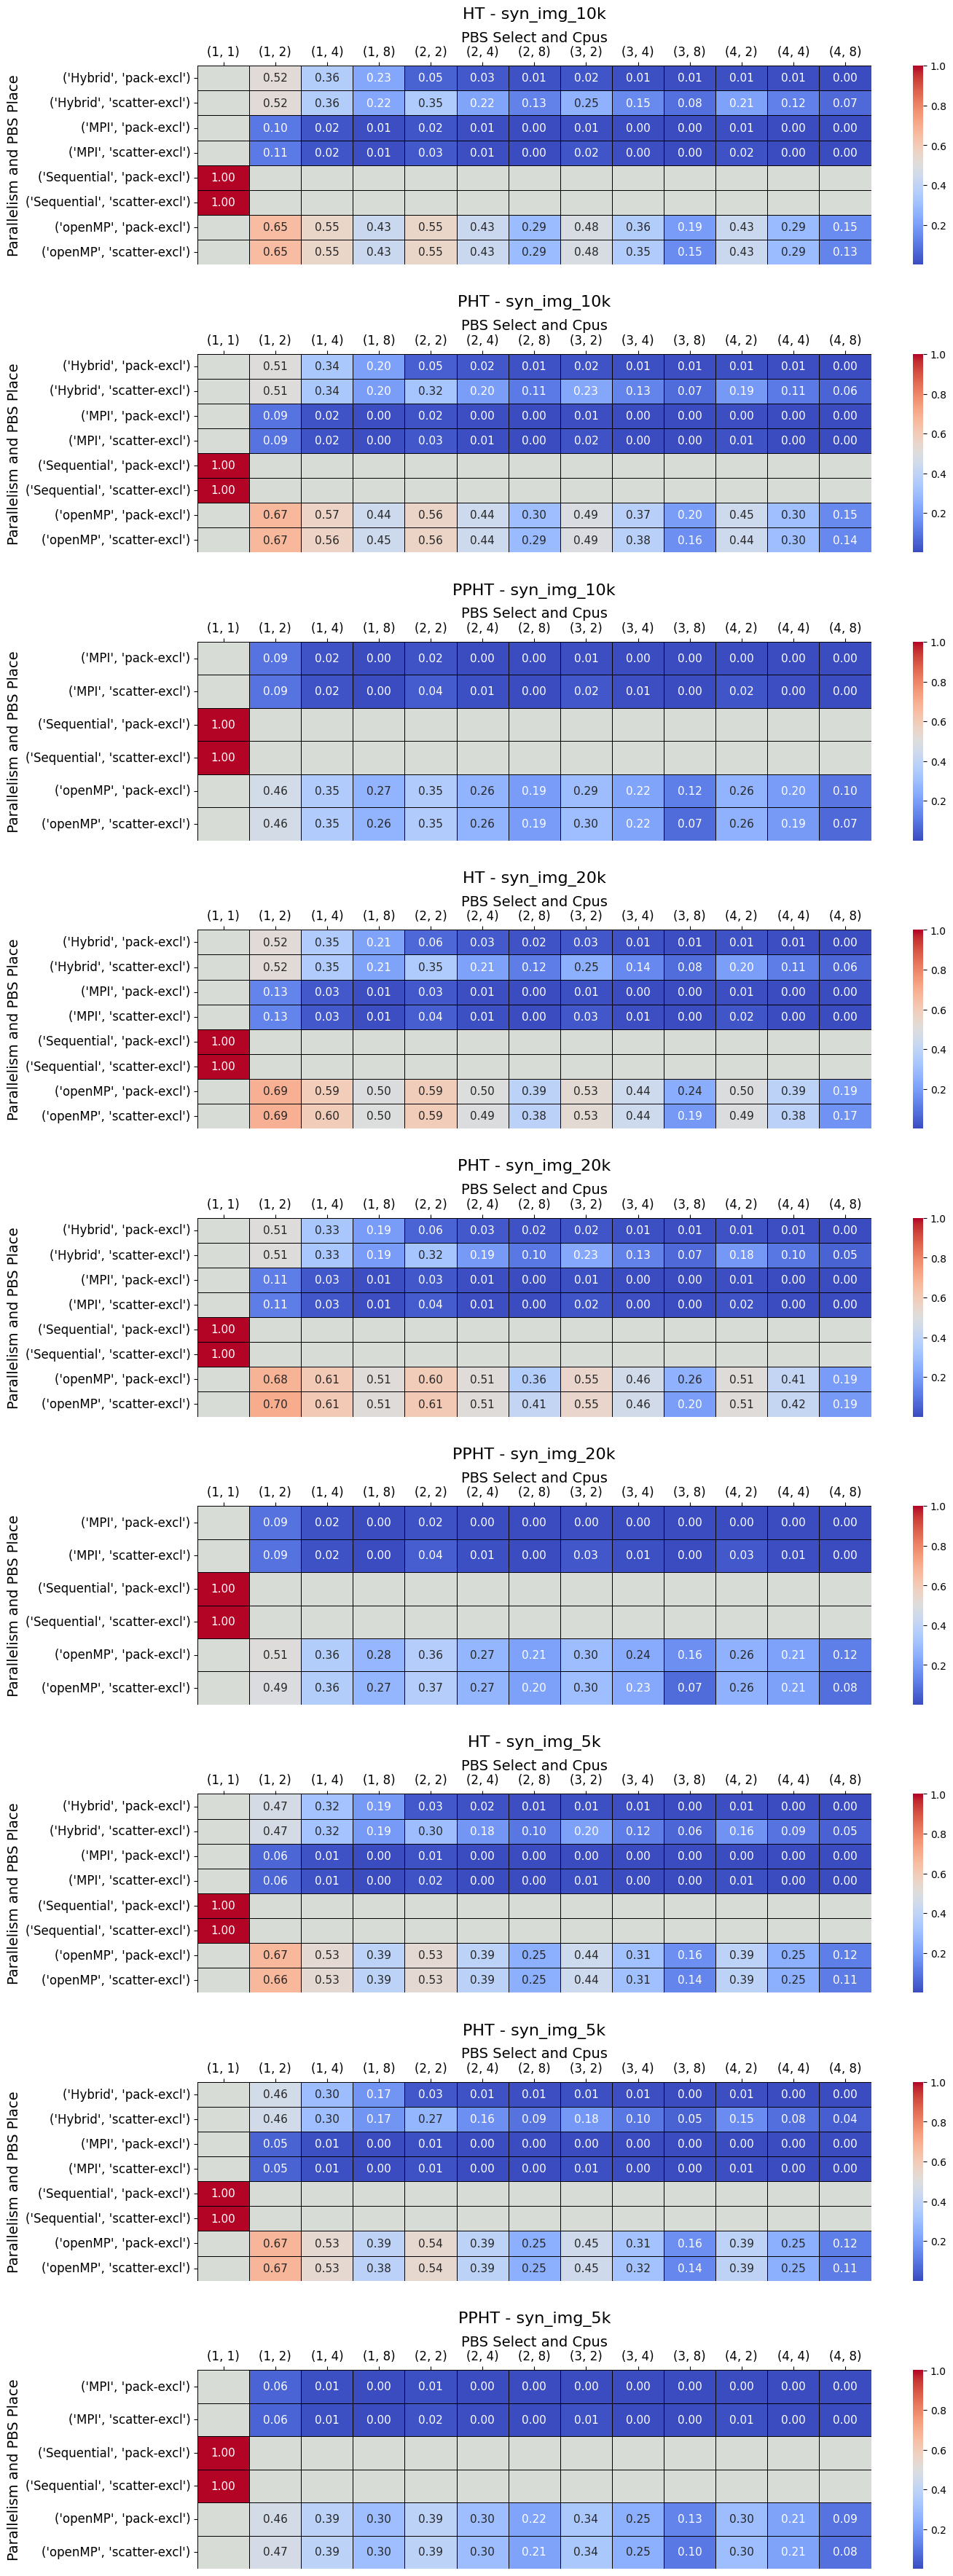 HT - syn_img_10k
PBS Select and Cpus
(1, 1) (1, 2) (1, 4) (1, 8) (2, 2) (2, 4) (2, 8) (3, 2) (3, 4) (3, 8) (4, 2) (4, 4) (4, 8)
Parallelism and PBS Place
('Hybrid', 'pack-excl') 0.52 0.36 0.23 0.05 0.03 0.01 0.02 0.01 0.01 0.01 0.01 0.00
('Hybrid', 'scatter-excl') 0.52 0.36 0.22 0.35 0.22 0.13 0.25 0.15 0.08 0.21 0.12 0.07
('MPI', 'pack-excl') 0.10 0.02 0.01 0.02 0.01 0.00 0.01 0.00 0.00 0.01 0.00 0.00
('MPI', 'scatter-excl') 0.11 0.02 0.01 0.03 0.01 0.00 0.02 0.00 0.00 0.02 0.00 0.00
('Sequential', 'pack-excl') 1.00
('Sequential', 'scatter-excl') 1.00
('openMP', 'pack-excl') 0.65 0.55 0.43 0.55 0.43 0.29 0.48 0.36 0.19 0.43 0.29 0.15
('openMP', 'scatter-excl') 0.65 0.55 0.43 0.55 0.43 0.29 0.48 0.35 0.15 0.43 0.29 0.13
1.0
0.8
0.6
0.4
0.2
PHT - syn_img_10k
PBS Select and Cpus
(1, 1) (1, 2) (1, 4) (1, 8) (2, 2) (2, 4) (2, 8) (3, 2) (3, 4) (3, 8) (4, 2) (4, 4) (4, 8)
Parallelism and PBS Place
('Hybrid', 'pack-excl') 0.51 0.34 0.20 0.05 0.02 0.01 0.02 0.01 0.01 0.01 0.01 0.00
('Hybrid', 'scatter-excl') 0.51 0.34 0.20 0.32 0.20 0.11 0.23 0.13 0.07 0.19 0.11 0.06
('MPI', 'pack-excl') 0.09 0.02 0.00 0.02 0.00 0.00 0.01 0.00 0.00 0.00 0.00 0.00
('MPI', 'scatter-excl') 0.09 0.02 0.00 0.03 0.01 0.00 0.02 0.00 0.00 0.01 0.00 0.00
('Sequential', 'pack-excl') 1.00
('Sequential', 'scatter-excl') 1.00
('openMP', 'pack-excl') 0.67 0.57 0.44 0.56 0.44 0.30 0.49 0.37 0.20 0.45 0.30 0.15
('openMP', 'scatter-excl') 0.67 0.56 0.45 0.56 0.44 0.29 0.49 0.38 0.16 0.44 0.30 0.14
1.0
0.8
0.6
0.4
0.2
PPHT - syn_img_10k
PBS Select and Cpus
(1, 1) (1, 2) (1, 4) (1, 8) (2, 2) (2, 4) (2, 8) (3, 2) (3, 4) (3, 8) (4, 2) (4, 4) (4, 8)
Parallelism and PBS Place
('MPI', 'pack-excl') 0.09 0.02 0.00 0.02 0.00 0.00 0.01 0.00 0.00 0.00 0.00 0.00
('MPI', 'scatter-excl') 0.09 0.02 0.00 0.04 0.01 0.00 0.02 0.01 0.00 0.02 0.00 0.00
('Sequential', 'pack-excl') 1.00
('Sequential', 'scatter-excl') 1.00
('openMP', 'pack-excl') 0.46 0.35 0.27 0.35 0.26 0.19 0.29 0.22 0.12 0.26 0.20 0.10
('openMP', 'scatter-excl') 0.46 0.35 0.26 0.35 0.26 0.19 0.30 0.22 0.07 0.26 0.19 0.07
1.0
0.8
0.6
0.4
0.2
HT - syn_img_20k
PBS Select and Cpus
(1, 1) (1, 2) (1, 4) (1, 8) (2, 2) (2, 4) (2, 8) (3, 2) (3, 4) (3, 8) (4, 2) (4, 4) (4, 8)
Parallelism and PBS Place
('Hybrid', 'pack-excl') 0.52 0.35 0.21 0.06 0.03 0.02 0.03 0.01 0.01 0.01 0.01 0.00
('Hybrid', 'scatter-excl') 0.52 0.35 0.21 0.35 0.21 0.12 0.25 0.14 0.08 0.20 0.11 0.06
('MPI', 'pack-excl') 0.13 0.03 0.01 0.03 0.01 0.00 0.01 0.00 0.00 0.01 0.00 0.00
('MPI', 'scatter-excl') 0.13 0.03 0.01 0.04 0.01 0.00 0.03 0.01 0.00 0.02 0.00 0.00
('Sequential', 'pack-excl') 1.00
('Sequential', 'scatter-excl') 1.00
('openMP', 'pack-excl') 0.69 0.59 0.50 0.59 0.50 0.39 0.53 0.44 0.24 0.50 0.39 0.19
('openMP', 'scatter-excl') 0.69 0.60 0.50 0.59 0.49 0.38 0.53 0.44 0.19 0.49 0.38 0.17
1.0
0.8
0.6
0.4
0.2
PHT - syn_img_20k
PBS Select and Cpus
(1, 1) (1, 2) (1, 4) (1, 8) (2, 2) (2, 4) (2, 8) (3, 2) (3, 4) (3, 8) (4, 2) (4, 4) (4, 8)
Parallelism and PBS Place
('Hybrid', 'pack-excl') 0.51 0.33 0.19 0.06 0.03 0.02 0.02 0.01 0.01 0.01 0.01 0.00
('Hybrid', 'scatter-excl') 0.51 0.33 0.19 0.32 0.19 0.10 0.23 0.13 0.07 0.18 0.10 0.05
('MPI', 'pack-excl') 0.11 0.03 0.01 0.03 0.01 0.00 0.01 0.00 0.00 0.01 0.00 0.00
('MPI', 'scatter-excl') 0.11 0.03 0.01 0.04 0.01 0.00 0.02 0.00 0.00 0.02 0.00 0.00
('Sequential', 'pack-excl') 1.00
('Sequential', 'scatter-excl') 1.00
('openMP', 'pack-excl') 0.68 0.61 0.51 0.60 0.51 0.36 0.55 0.46 0.26 0.51 0.41 0.19
('openMP', 'scatter-excl') 0.70 0.61 0.51 0.61 0.51 0.41 0.55 0.46 0.20 0.51 0.42 0.19
1.0
0.8
0.6
0.4
0.2
PPHT - syn_img_20k
PBS Select and Cpus
(1, 1) (1, 2) (1, 4) (1, 8) (2, 2) (2, 4) (2, 8) (3, 2) (3, 4) (3, 8) (4, 2) (4, 4) (4, 8)
Parallelism and PBS Place
('MPI', 'pack-excl') 0.09 0.02 0.00 0.02 0.00 0.00 0.00 0.00 0.00 0.00 0.00 0.00
('MPI', 'scatter-excl') 0.09 0.02 0.00 0.04 0.01 0.00 0.03 0.01 0.00 0.03 0.01 0.00
('Sequential', 'pack-excl') 1.00
('Sequential', 'scatter-excl') 1.00
('openMP', 'pack-excl') 0.51 0.36 0.28 0.36 0.27 0.21 0.30 0.24 0.16 0.26 0.21 0.12
('openMP', 'scatter-excl') 0.49 0.36 0.27 0.37 0.27 0.20 0.30 0.23 0.07 0.26 0.21 0.08
1.0
0.8
0.6
0.4
0.2
HT - syn_img_5k
PBS Select and Cpus
(1, 1) (1, 2) (1, 4) (1, 8) (2, 2) (2, 4) (2, 8) (3, 2) (3, 4) (3, 8) (4, 2) (4, 4) (4, 8)
Parallelism and PBS Place
('Hybrid', 'pack-excl') 0.47 0.32 0.19 0.03 0.02 0.01 0.01 0.01 0.00 0.01 0.00 0.00
('Hybrid', 'scatter-excl') 0.47 0.32 0.19 0.30 0.18 0.10 0.20 0.12 0.06 0.16 0.09 0.05
('MPI', 'pack-excl') 0.06 0.01 0.00 0.01 0.00 0.00 0.00 0.00 0.00 0.00 0.00 0.00
('MPI', 'scatter-excl') 0.06 0.01 0.00 0.02 0.00 0.00 0.01 0.00 0.00 0.01 0.00 0.00
('Sequential', 'pack-excl') 1.00
('Sequential', 'scatter-excl') 1.00
('openMP', 'pack-excl') 0.67 0.53 0.39 0.53 0.39 0.25 0.44 0.31 0.16 0.39 0.25 0.12
('openMP', 'scatter-excl') 0.66 0.53 0.39 0.53 0.39 0.25 0.44 0.31 0.14 0.39 0.25 0.11
1.0
0.8
0.6
0.4
0.2
PHT - syn_img_5k
PBS Select and Cpus
(1, 1) (1, 2) (1, 4) (1, 8) (2, 2) (2, 4) (2, 8) (3, 2) (3, 4) (3, 8) (4, 2) (4, 4) (4, 8)
Parallelism and PBS Place
('Hybrid', 'pack-excl') 0.46 0.30 0.17 0.03 0.01 0.01 0.01 0.01 0.00 0.01 0.00 0.00
('Hybrid', 'scatter-excl') 0.46 0.30 0.17 0.27 0.16 0.09 0.18 0.10 0.05 0.15 0.08 0.04
('MPI', 'pack-excl') 0.05 0.01 0.00 0.01 0.00 0.00 0.00 0.00 0.00 0.00 0.00 0.00
('MPI', 'scatter-excl') 0.05 0.01 0.00 0.01 0.00 0.00 0.01 0.00 0.00 0.01 0.00 0.00
('Sequential', 'pack-excl') 1.00
('Sequential', 'scatter-excl') 1.00
('openMP', 'pack-excl') 0.67 0.53 0.39 0.54 0.39 0.25 0.45 0.31 0.16 0.39 0.25 0.12
('openMP', 'scatter-excl') 0.67 0.53 0.38 0.54 0.39 0.25 0.45 0.32 0.14 0.39 0.25 0.11
1.0
0.8
0.6
0.4
0.2
PPHT - syn_img_5k
PBS Select and Cpus
(1, 1) (1, 2) (1, 4) (1, 8) (2, 2) (2, 4) (2, 8) (3, 2) (3, 4) (3, 8) (4, 2) (4, 4) (4, 8)
Parallelism and PBS Place
('MPI', 'pack-excl') 0.06 0.01 0.00 0.01 0.00 0.00 0.00 0.00 0.00 0.00 0.00 0.00
('MPI', 'scatter-excl') 0.06 0.01 0.00 0.02 0.00 0.00 0.01 0.00 0.00 0.01 0.00 0.00
('Sequential', 'pack-excl') 1.00
('Sequential', 'scatter-excl') 1.00
('openMP', 'pack-excl') 0.46 0.39 0.30 0.39 0.30 0.22 0.34 0.25 0.13 0.30 0.21 0.09
('openMP', 'scatter-excl') 0.47 0.39 0.30 0.39 0.30 0.21 0.34 0.25 0.10 0.30 0.21 0.08
1.0
0.8
0.6
0.4
0.2